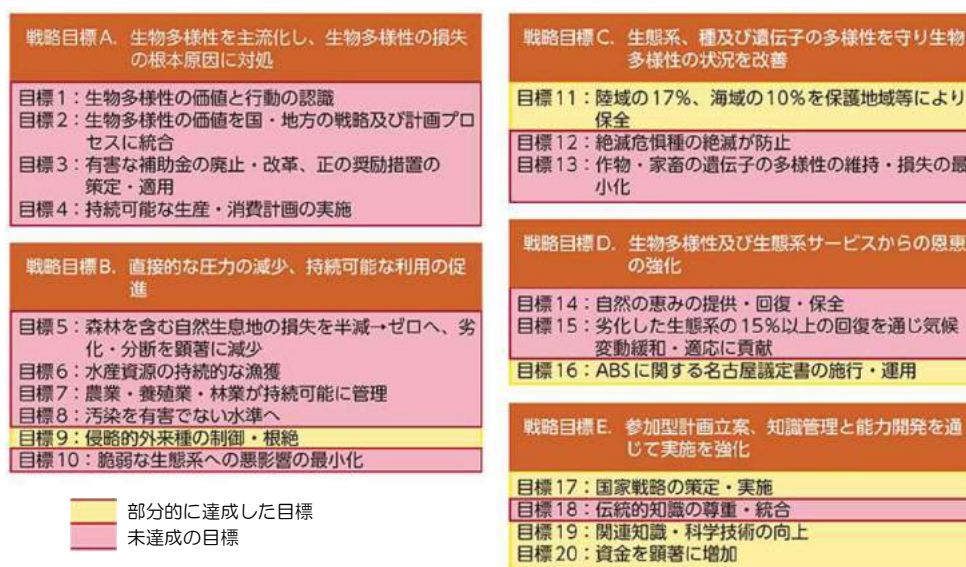 戦略目標A. 生物多様性を主流化し、生物多様性の損失
の根本原因に対処
目標1：生物多様性の価値と行動の認識
目標2：生物多様性の価値を国・地方の戦略及び計画プロ
セスに統合
目標3：有害な補助金の廃止・改革、正の奨励措置の
策定・適用
目標4：持続可能な生産・消費計画の実施
戦略目標B. 直接的な圧力の減少、持続可能な利用の促
進
目標5：森林を含む自然生息地の損失を半減→ゼロへ、劣
化・分断を顕著に減少
目標6：水産資源の持続的な漁獲
目標7：農業・養殖業・林業が持続可能に管理
目標8：汚染を有害でない水準へ
目標9：侵略的外来種の制御・根絶
目標10：脆弱な生態系への悪影響の最小化
部分的に達成した目標
未達成の目標
戦略目標C. 生態系、種及び遺伝子の多様性を守り生物
多様性の状況を改善
目標11：陸域の17%、海域の10%を保護地域等により
保全
目標12：絶滅危惧種の絶滅が防止
目標13：作物・家畜の遺伝子の多様性の維持・損失の最
小化
戦略目標D. 生物多様性及び生態系サービスからの恩恵
の強化
目標14：自然の恵みの提供・回復・保全
目標15：劣化した生態系の15%以上の回復を通じ気候
変動緩和・適応に貢献
目標16：ABSに関する名古屋議定書の施行・運用
戦略目標E. 参加型計画立案、知識管理と能力開発を通
じて実施を強化
目標17：国家戦略の策定・実施
目標18：伝統的知識の尊重・統合
目標19：関連知識・科学技術の向上
目標20：資金を顕著に増加